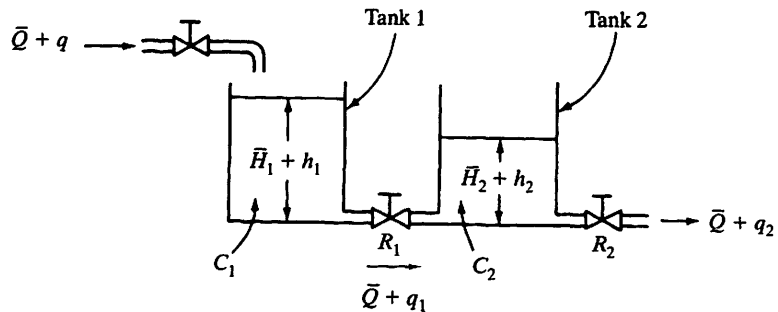 Tank 1
Tank 2
Q̄ + q
H̄₁ + h₁
H̄₂ + h₂
R₁
R₂
Q̄ + q₂
C₁
C₂
Q̄ + q₁